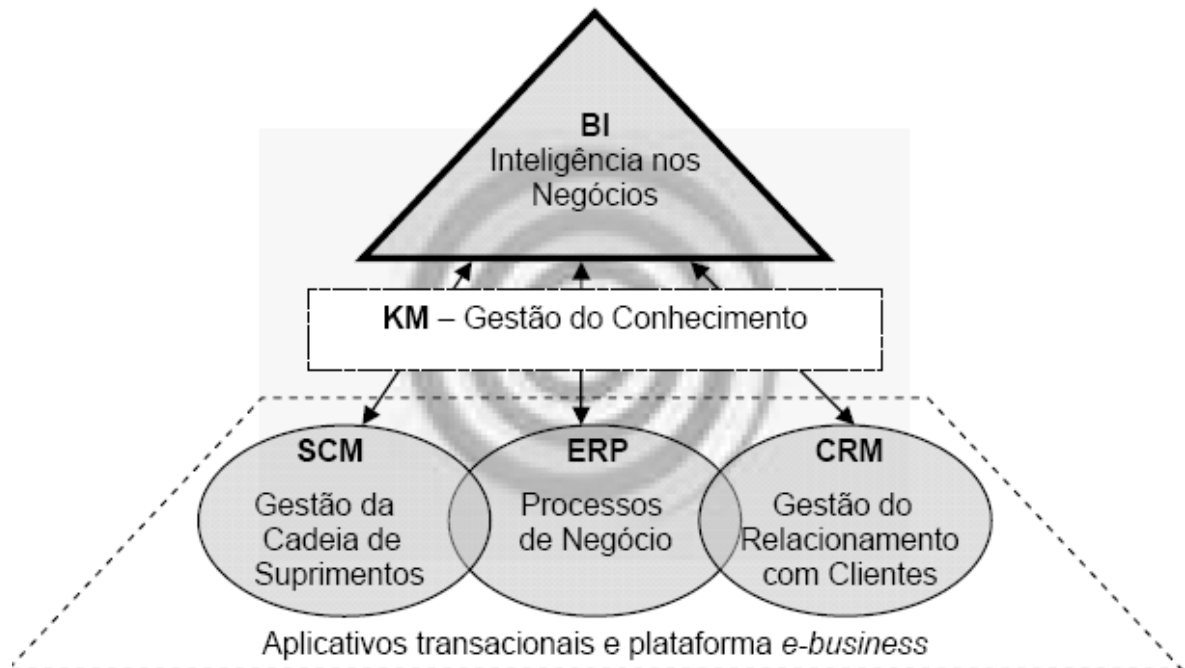 BI
Inteligência nos
Negócios
KM – Gestão do Conhecimento
SCM
Gestão da
Cadeia de
Suprimentos
ERP
Processos
de Negócio
CRM
Gestão do
Relacionamento
com Clientes
Aplicativos transacionais e plataforma e-business